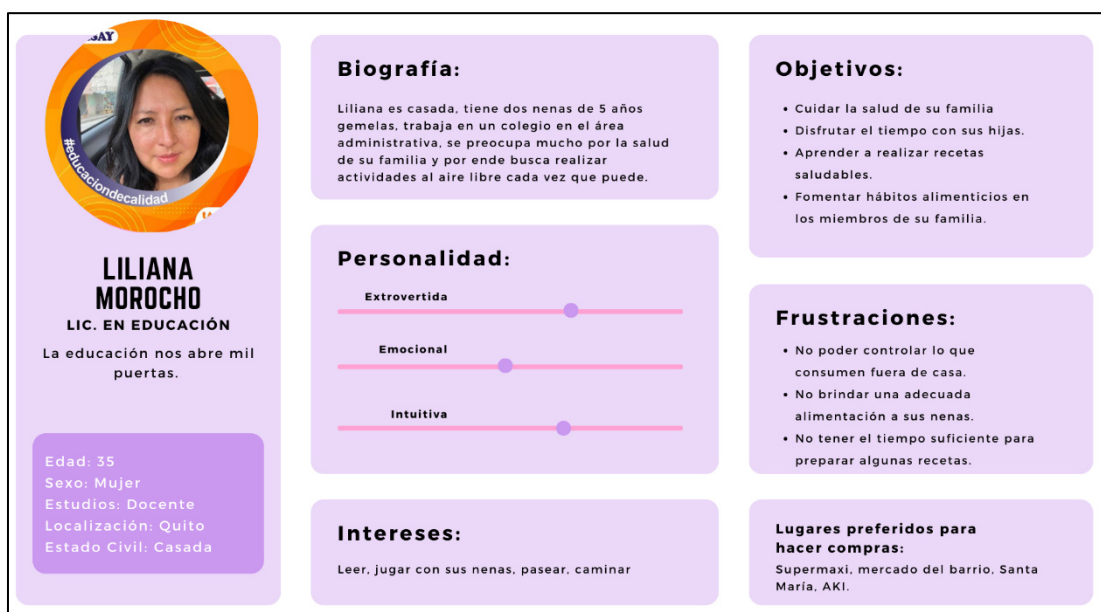 GAY
#educaciondecalidad
LILIANA
MOROCHO
LIC. EN EDUCACIÓN
La educación nos abre mil
puertas.
Edad: 35
Sexo: Mujer
Estudios: Docente
Localización: Quito
Estado Civil: Casada
Biografía:
Liliana es casada, tiene dos nenas de 5 años
gemelas, trabaja en un colegio en el área
administrativa, se preocupa mucho por la salud
de su familia y por ende busca realizar
actividades al aire libre cada vez que puede.
Personalidad:
Extrovertida
Emocional
Intuitiva
Intereses:
Leer, jugar con sus nenas, pasear, caminar
Objetivos:
• Cuidar la salud de su familia
• Disfrutar el tiempo con sus hijas.
• Aprender a realizar recetas
saludables.
• Fomentar hábitos alimenticios en
los miembros de su familia.
Frustraciones:
• No poder controlar lo que
consumen fuera de casa.
• No brindar una adecuada
alimentación a sus nenas.
• No tener el tiempo suficiente para
preparar algunas recetas.
Lugares preferidos para
hacer compras:
Supermaxi, mercado del barrio, Santa
María, AKI.